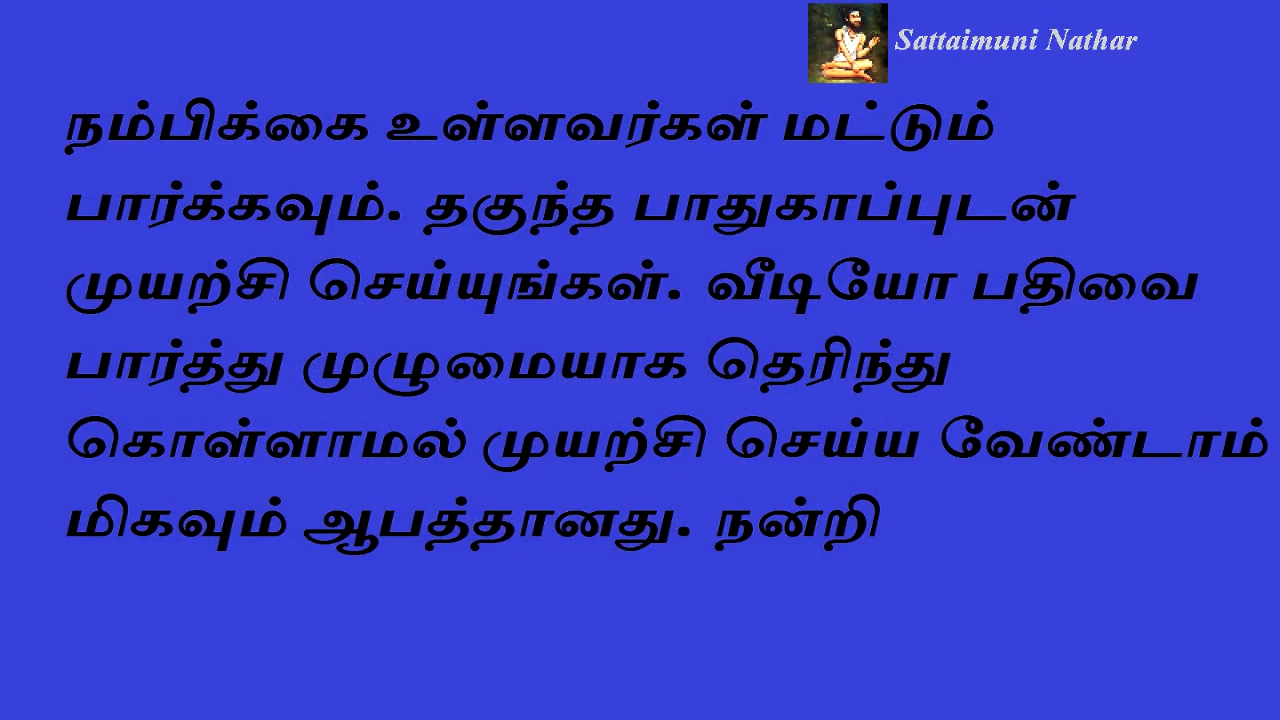 Sattaimuni Nathar
நம்பிக்கை உள்ளவர்கள் மட்டும்
பார்க்கவும். தகுந்த பாதுகாப்புடன்
முயற்சி செய்யுங்கள். வீடியோ பதிவை
பார்த்து முழுமையாக தெரிந்து
கொள்ளாமல் முயற்சி செய்ய வேண்டாம்
மிகவும் ஆபத்தானது. நன்றி